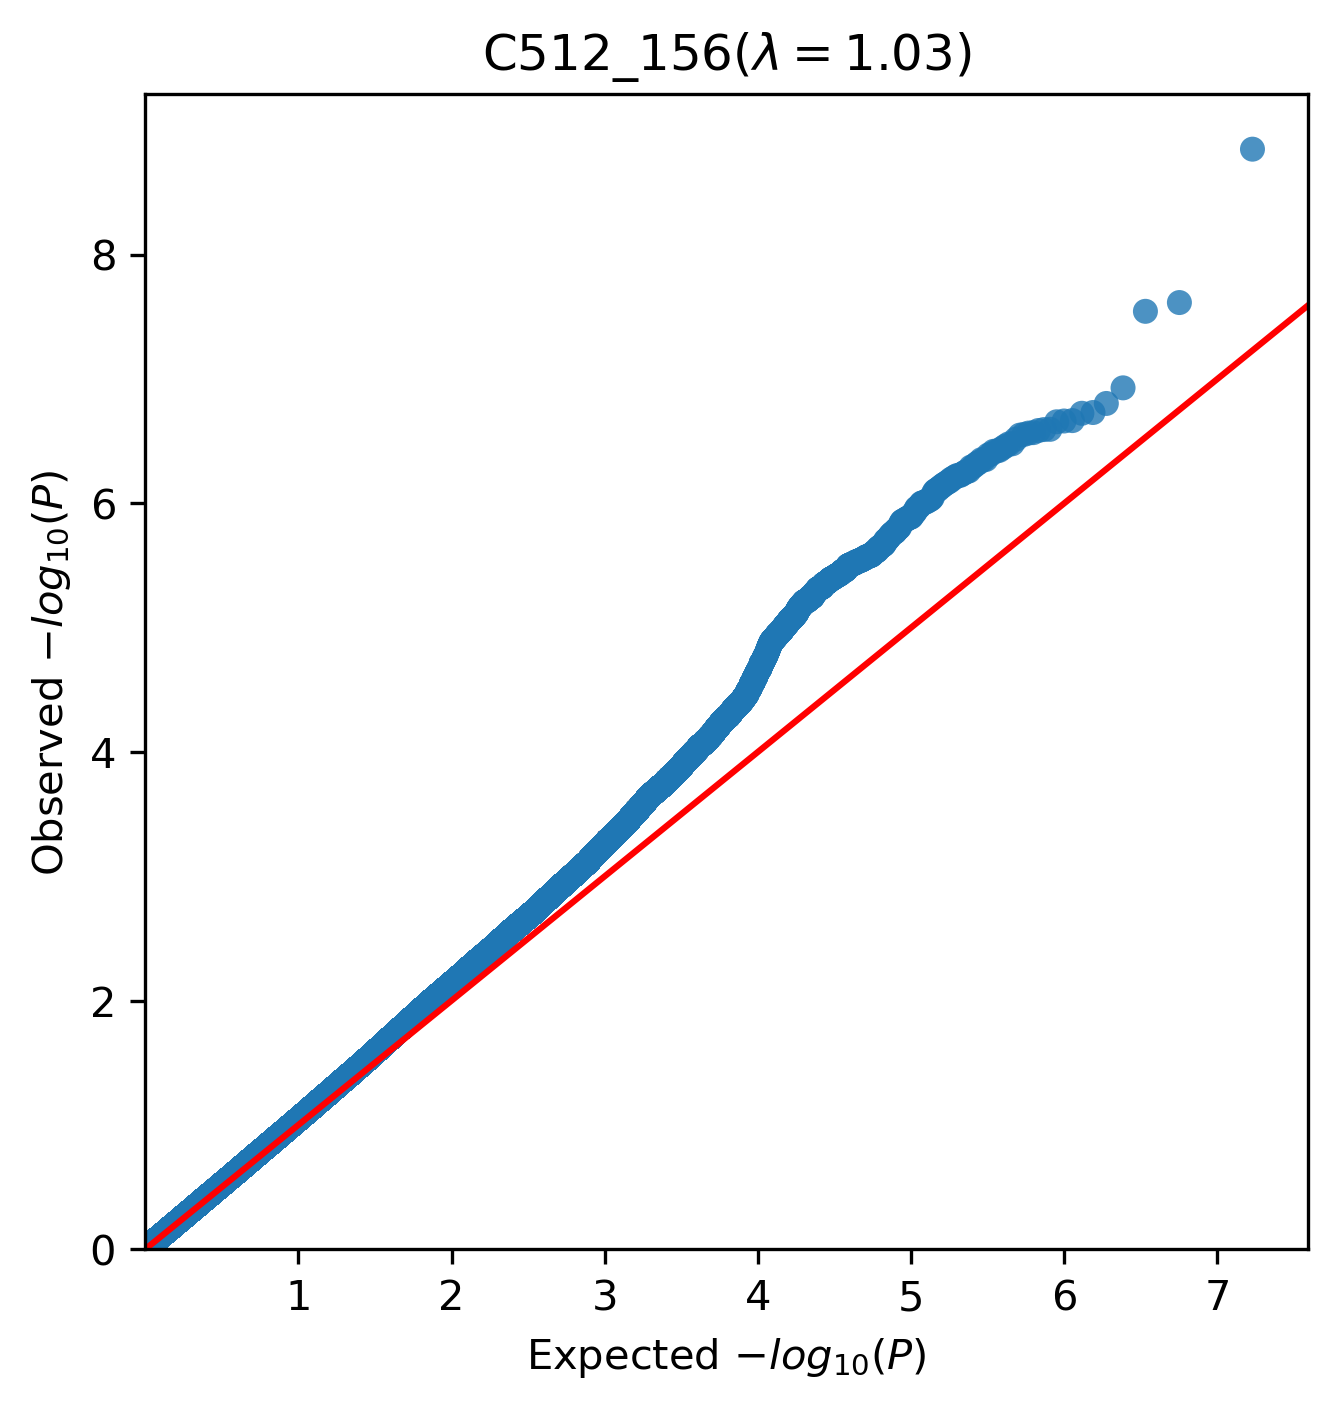 C512_156(λ = 1.03)
8
6
4
2
0
Observed −log₁₀(P)
1 2 3 4 5 6 7
Expected −log₁₀(P)